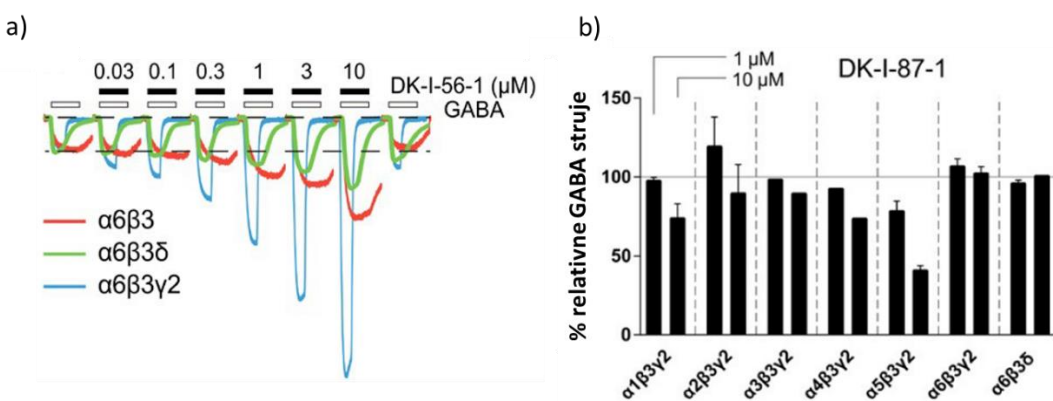 a)
0.03 0.1 0.3 1 3 10 DK-I-56-1 (µM)
GABA
α6β3
α6β3δ
α6β3γ2
b)
1 µM
10 µM
DK-I-87-1
% relativne GABA struje
150
100
50
0
α1β3γ2 α2β3γ2 α3β3γ2 α4β3γ2 α5β3γ2 α6β3γ2 α6β3δ